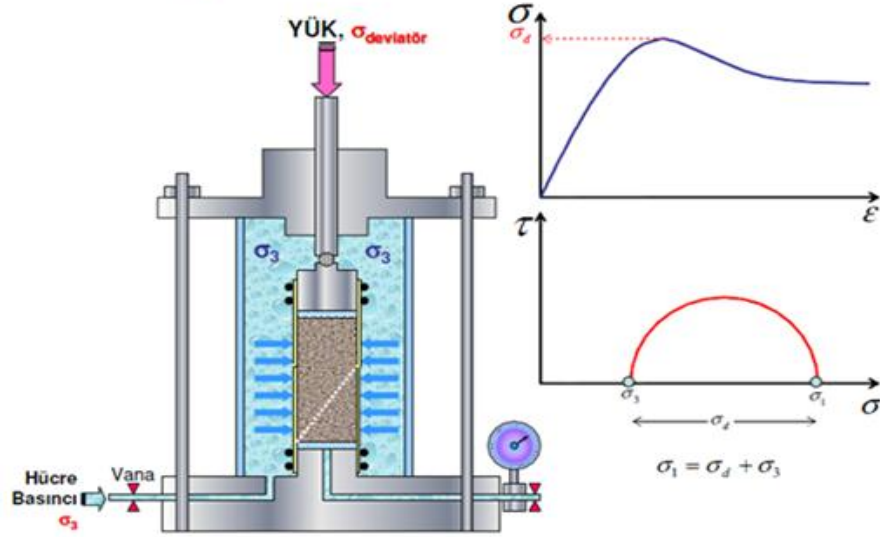 YÜK, σdeviatör
σ3
σ3
Hücre
Basıncı
σ3
Vana
σ
σd
ε
τ
σ3
σ1
σ
σd
σ1 = σd + σ3